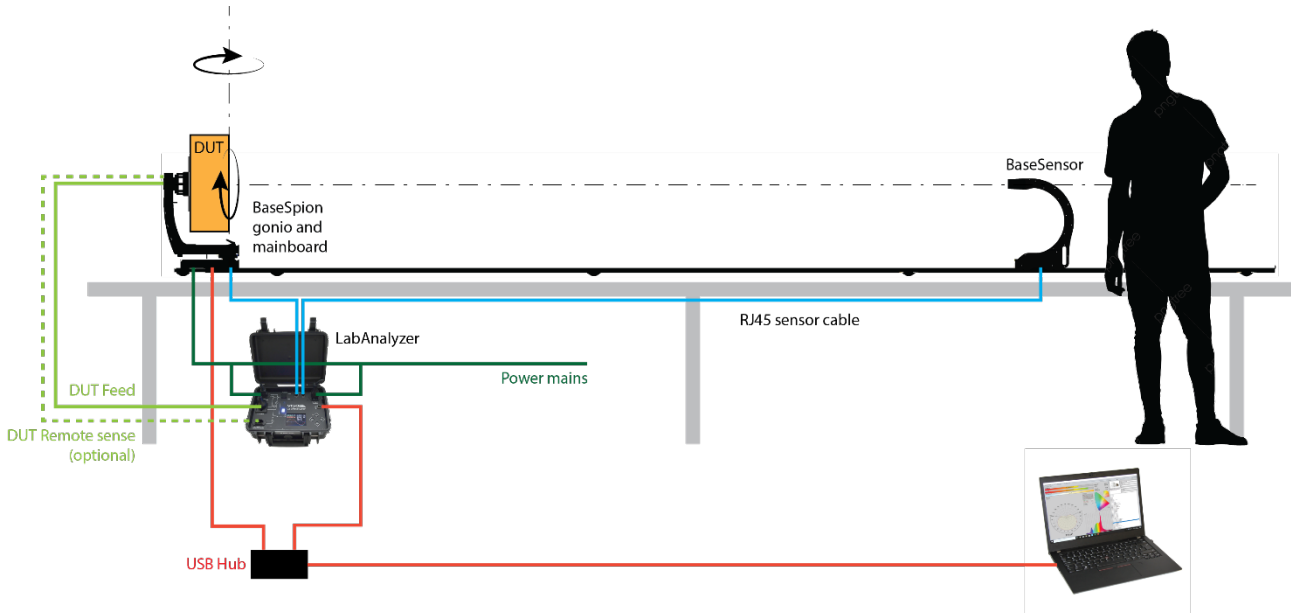 DUT
BaseSpion
gonio and
mainboard
BaseSensor
LabAnalyzer
RJ45 sensor cable
Power mains
DUT Feed
DUT Remote sense
(optional)
USB Hub